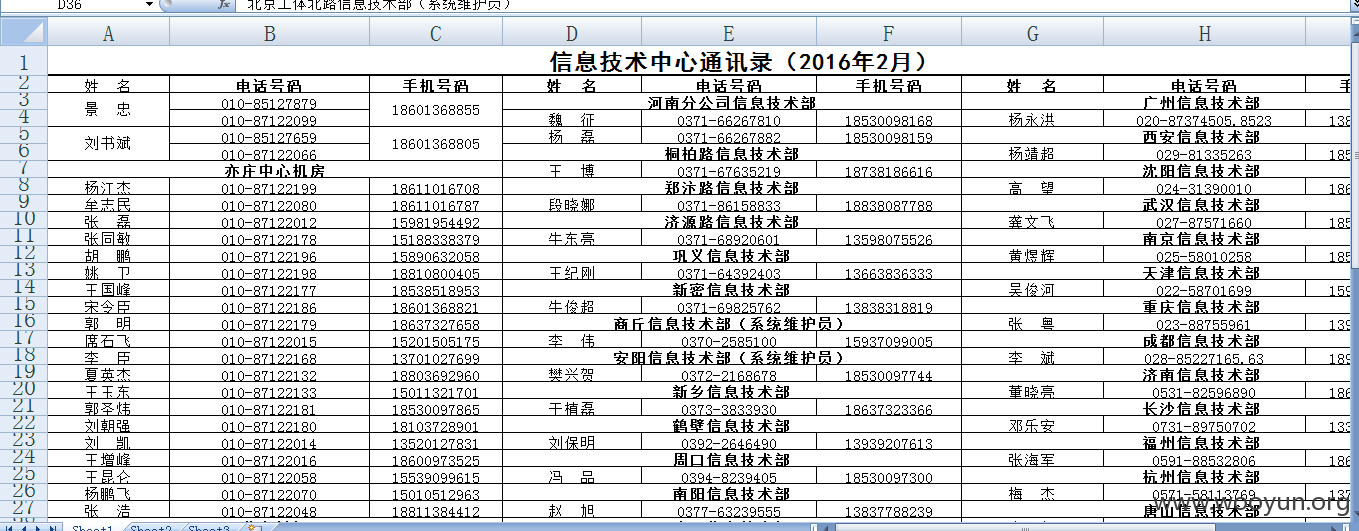 D36 fx 北京工体北路信息技术部（系统维护员）
A B C D E F G H
1 信息技术中心通讯录（2016年2月）
2 姓 名 电话号码 手机号码 姓 名 电话号码 手机号码 姓 名 电话号码 手
3 景 忠 010-85127879 18601368855 河南分公司信息技术部 广州信息技术部
4 010-87122099 魏 征 0371-66267810 18530098168 杨永洪 020-87374505.8523 138
5 刘书斌 010-85127659 18601368805 杨 磊 0371-66267882 18530098159 西安信息技术部
6 010-87122066 桐柏路信息技术部 杨靖超 029-81335263 185
7 亦庄中心机房 王 博 0371-67635219 18738186616 沈阳信息技术部
8 杨江杰 010-87122199 18611016708 郑汴路信息技术部 高 望 024-31390010 186
9 牟志民 010-87122080 18611016787 段晓娜 0371-86158833 18838087788 武汉信息技术部
10 张 磊 010-87122012 15981954492 济源路信息技术部 龚文飞 027-87571660 185
11 张同敏 010-87122178 15188338379 牛东亮 0371-68920601 13598075526 南京信息技术部
12 胡 鹏 010-87122196 15890632058 巩义信息技术部 黄煜辉 025-58010258 185
13 姚 卫 010-87122198 18810800405 王纪刚 0371-64392403 13663836333 天津信息技术部
14 王国峰 010-87122177 18538518953 新密信息技术部 吴俊河 022-58701699 159
15 宋令臣 010-87122186 18601368821 牛俊超 0371-69825762 13838318819 重庆信息技术部
16 郭 明 010-87122179 18637327658 商丘信息技术部（系统维护员） 张 粤 023-88755961 139
17 席石飞 010-87122015 15201505175 李 伟 0370-2585100 15937099005 成都信息技术部
18 李 臣 010-87122168 13701027699 安阳信息技术部（系统维护员） 李 斌 028-85227165.63 189
19 夏英杰 010-87122132 18803692960 樊兴贺 0372-2168678 18530097744 济南信息技术部
20 王玉东 010-87122133 15011321701 新乡信息技术部 董晓亮 0531-82596890 186
21 郭圣炜 010-87122181 18530097865 磊 0373-3833930 18637323366 长沙信息技术部
22 刘朝强 010-87122180 18103728901 鹤壁信息技术部 邓乐安 0731-89750702 133
23 刘 凯 010-87122014 13520127831 刘保明 0392-2646490 13939207613 福州信息技术部
24 王增峰 010-87122016 18600973525 周口信息技术部 张海军 0591-88532806 186
25 王昆仑 010-87122058 15539099615 冯 品 0394-8239405 18530097300 杭州信息技术部
26 杨鹏飞 010-87122070 15010512963 南阳信息技术部 梅 杰 0571-58113769 137
27 张 浩 010-87122018 18811384412 赵 旭 0377-63239555 13837788239 唐山信息技术部
www.wooyun.org
Sheet1 Sheet2 Sheet3